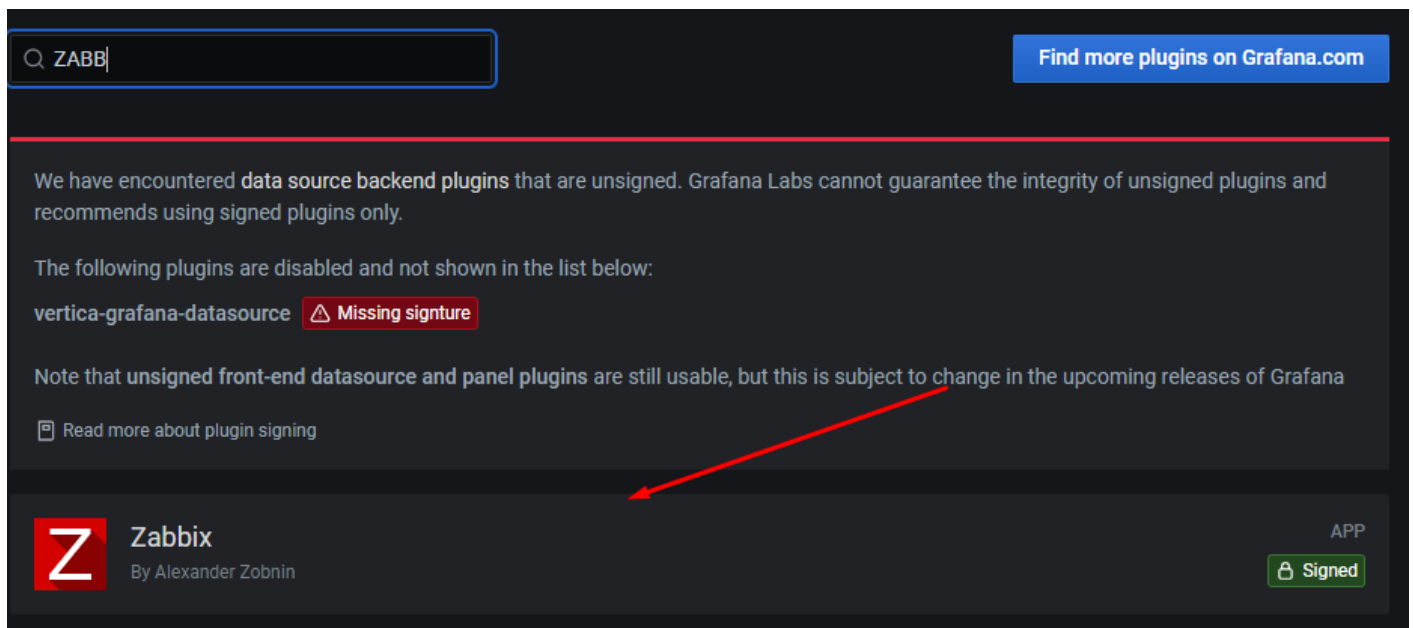 ZABB
Find more plugins on Grafana.com
We have encountered data source backend plugins that are unsigned. Grafana Labs cannot guarantee the integrity of unsigned plugins and
recommends using signed plugins only.
The following plugins are disabled and not shown in the list below:
vertica-grafana-datasource Missing signture
Note that unsigned front-end datasource and panel plugins are still usable, but this is subject to change in the upcoming releases of Grafana
Read more about plugin signing
Z
Zabbix
APP
By Alexander Zobnin
Signed